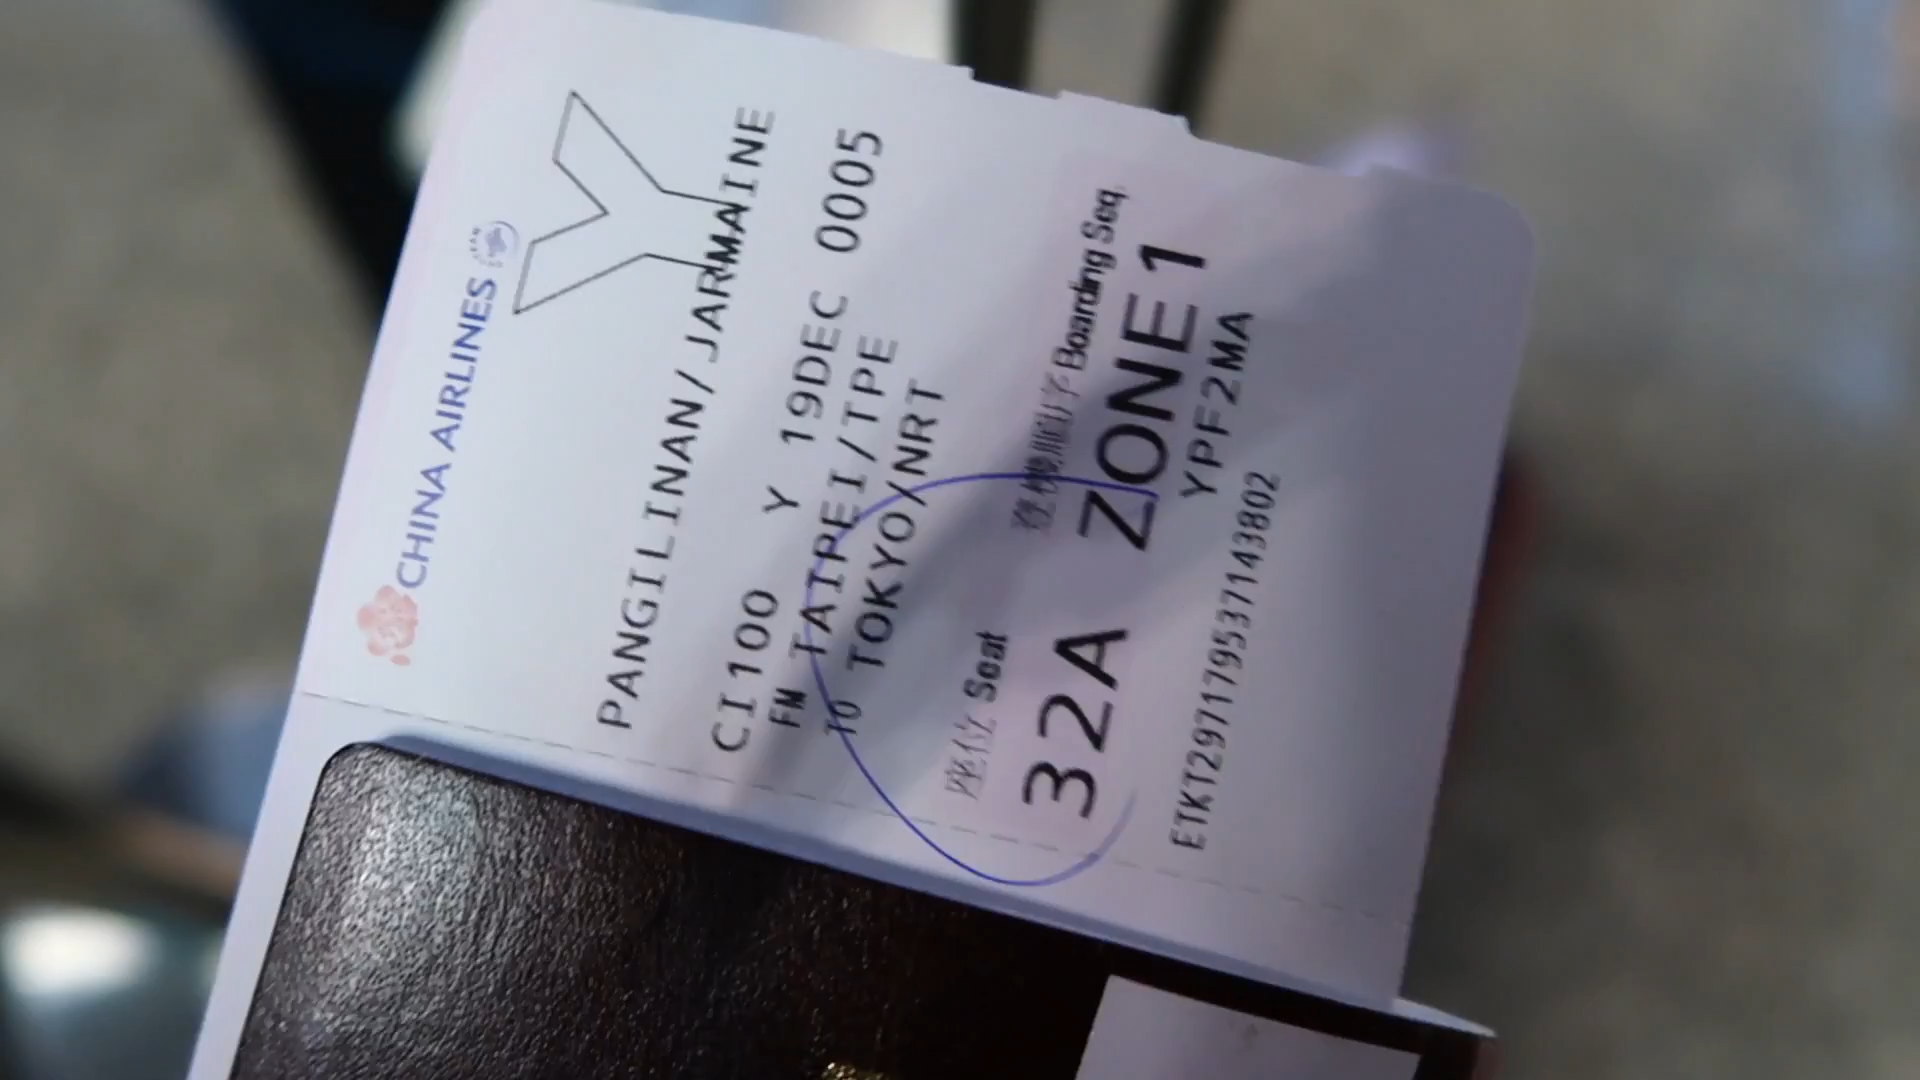 CHINA AIRLINES
Y
PANGILINAN/JARMAINE
CI100 Y 19DEC 0005
FM TAIPEI/TPE
TO TOKYO/NRT
座位 Seat 登機順序 Boarding Seq.
32A ZONE 1
YPF2MA
ETKT297179537143802